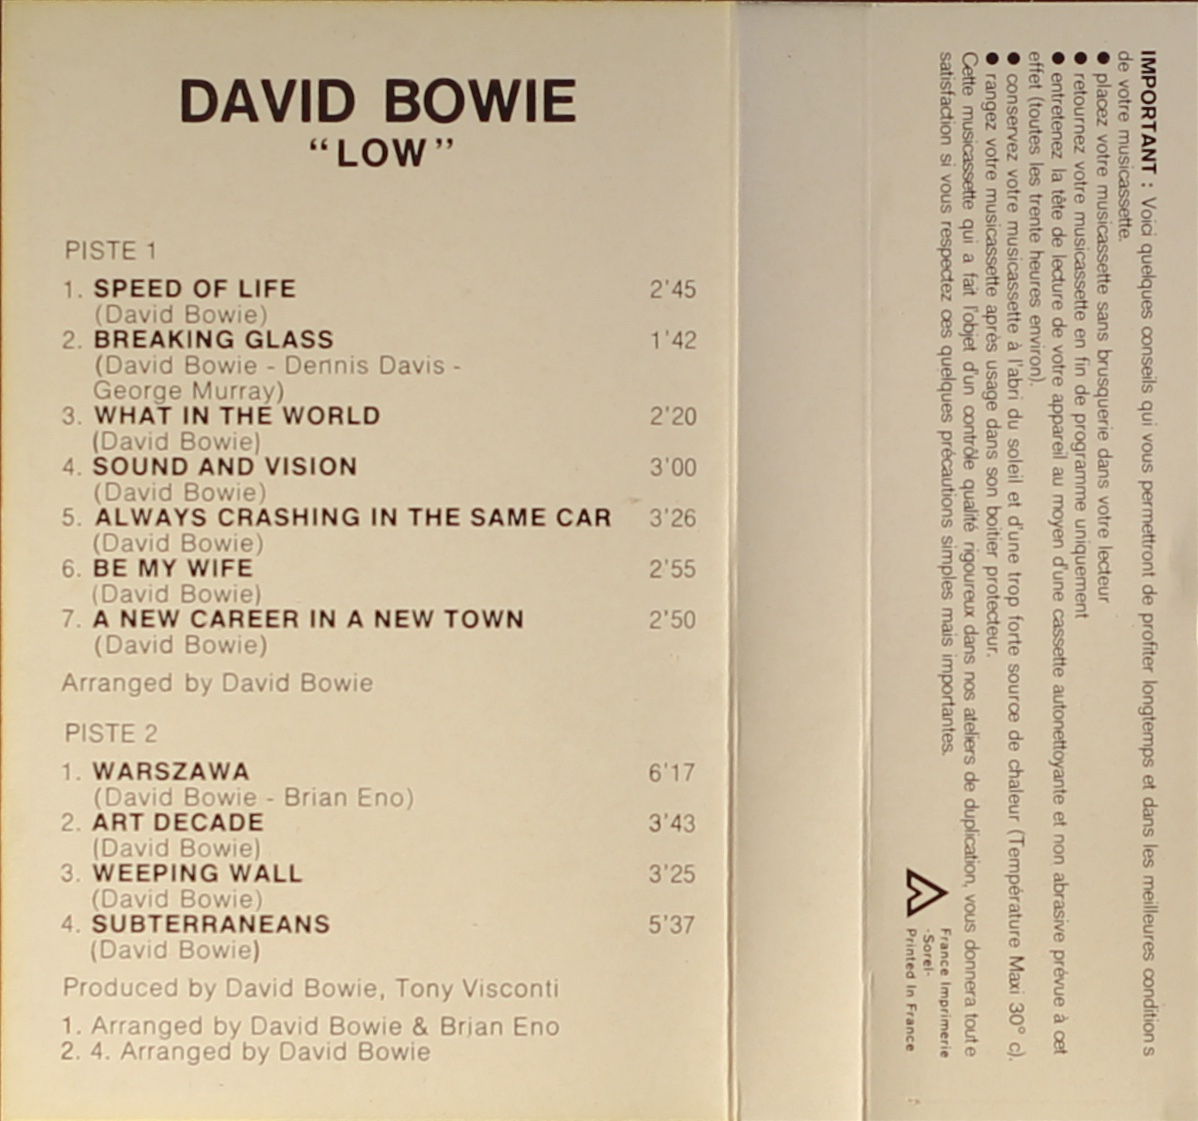 DAVID BOWIE
“LOW”
PISTE 1
1. SPEED OF LIFE 2'45
(David Bowie)
2. BREAKING GLASS 1'42
(David Bowie - Dennis Davis -
George Murray)
3. WHAT IN THE WORLD 2'20
(David Bowie)
4. SOUND AND VISION 3'00
(David Bowie)
5. ALWAYS CRASHING IN THE SAME CAR 3'26
(David Bowie)
6. BE MY WIFE 2'55
(David Bowie)
7. A NEW CAREER IN A NEW TOWN 2'50
(David Bowie)
Arranged by David Bowie
PISTE 2
1. WARSZAWA 6'17
(David Bowie - Brian Eno)
2. ART DECADE 3'43
(David Bowie)
3. WEEPING WALL 3'25
(David Bowie)
4. SUBTERRANEANS 5'37
(David Bowie)
Produced by David Bowie, Tony Visconti
1. Arranged by David Bowie & Brian Eno
2. 4. Arranged by David Bowie
IMPORTANT : Voici quelques conseils qui vous permettront de profiter longtemps et dans les meilleures conditions
de votre musicassette.
● placez votre musicassette sans brusquerie dans votre lecteur
● retournez votre musicassette en fin de programme uniquement
● entretenez la tête de lecture de votre appareil au moyen d'une cassette autonettoyante et non abrasive prévue à cet
effet (toutes les trente heures environ).
● conservez votre musicassette à l'abri du soleil et d'une trop forte source de chaleur (Température Maxi 30° c).
● rangez votre musicassette après usage dans son boitier protecteur.
Cette musicassette qui a fait l'objet d'un contrôle qualité rigoureux dans nos ateliers de duplication, vous donnera toute
satisfaction si vous respectez ces quelques précautions simples mais importantes.
France Imprimerie
-Sorel-
Printed In France